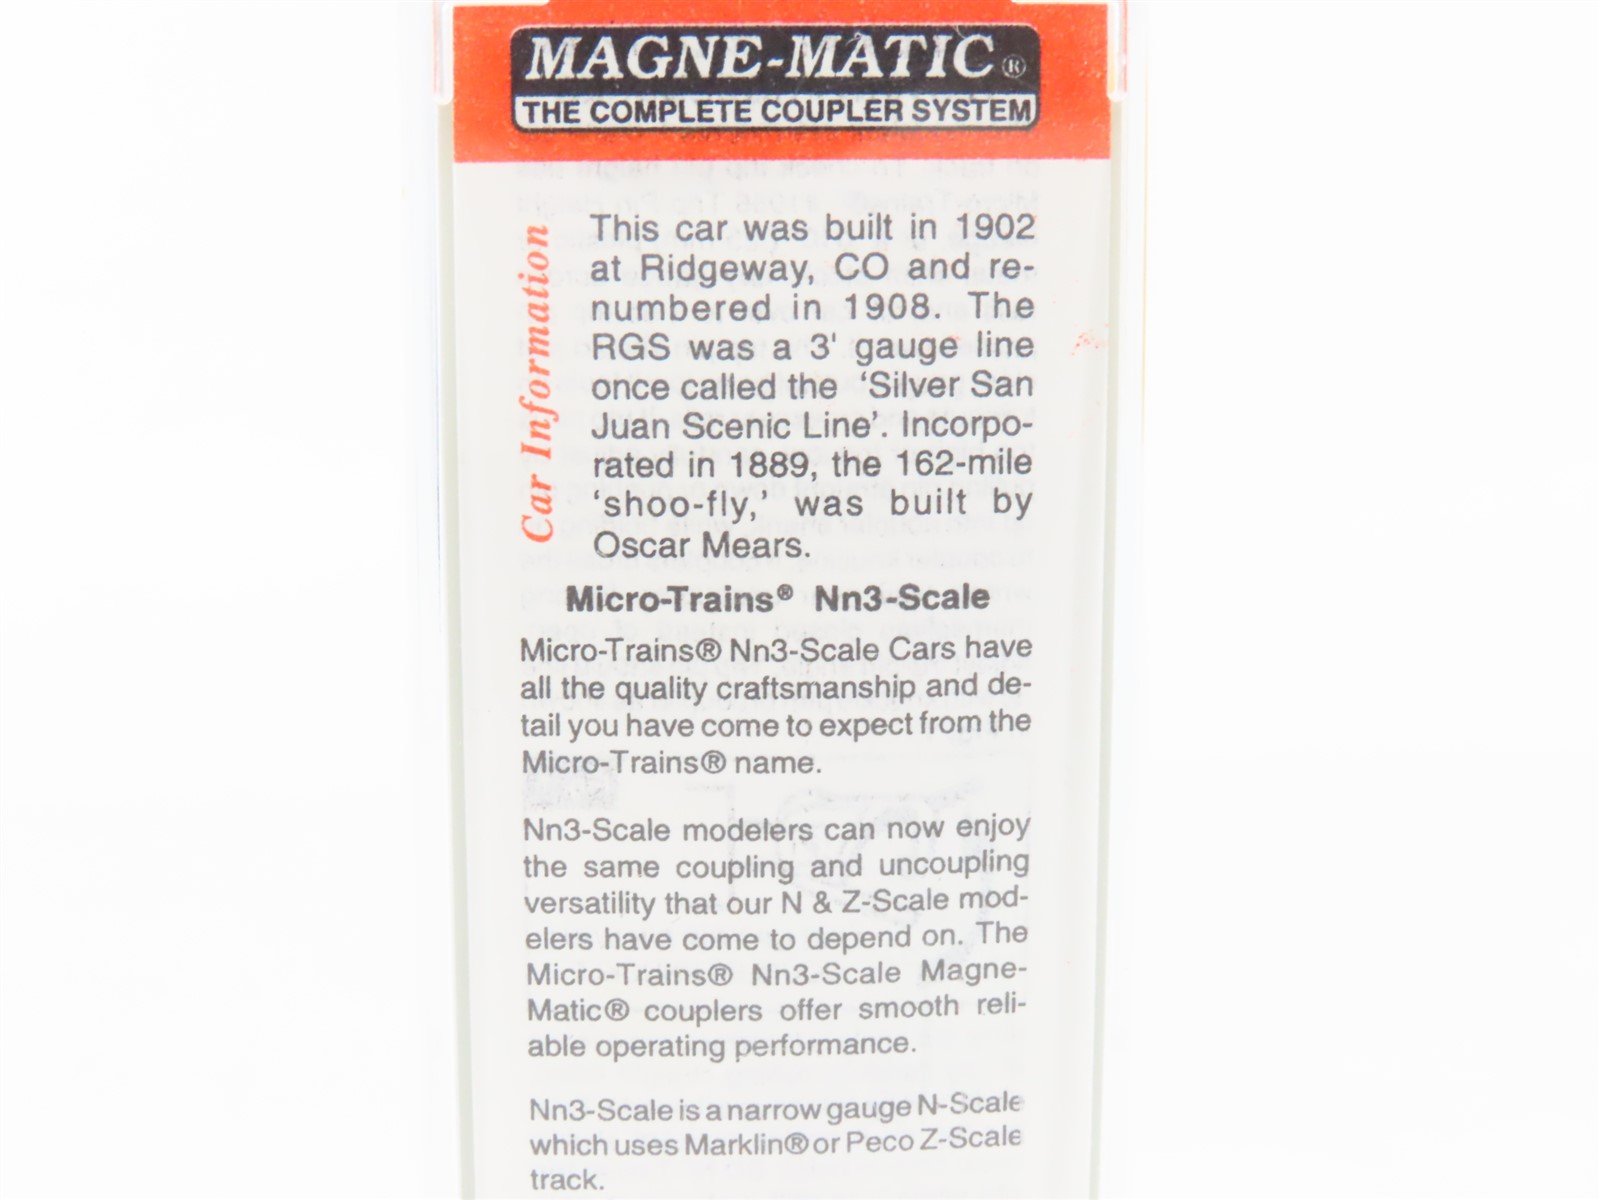 MAGNE-MATIC®
THE COMPLETE COUPLER SYSTEM
Car Information
This car was built in 1902
at Ridgeway, CO and re-
numbered in 1908. The
RGS was a 3' gauge line
once called the ‘Silver San
Juan Scenic Line’. Incorpo-
rated in 1889, the 162-mile
‘shoo-fly,’ was built by
Oscar Mears.
Micro-Trains® Nn3-Scale
Micro-Trains® Nn3-Scale Cars have
all the quality craftsmanship and de-
tail you have come to expect from the
Micro-Trains® name.
Nn3-Scale modelers can now enjoy
the same coupling and uncoupling
versatility that our N & Z-Scale mod-
elers have come to depend on. The
Micro-Trains® Nn3-Scale Magne-
Matic® couplers offer smooth reli-
able operating performance.
Nn3-Scale is a narrow gauge N-Scale
which uses Marklin® or Peco Z-Scale
track.